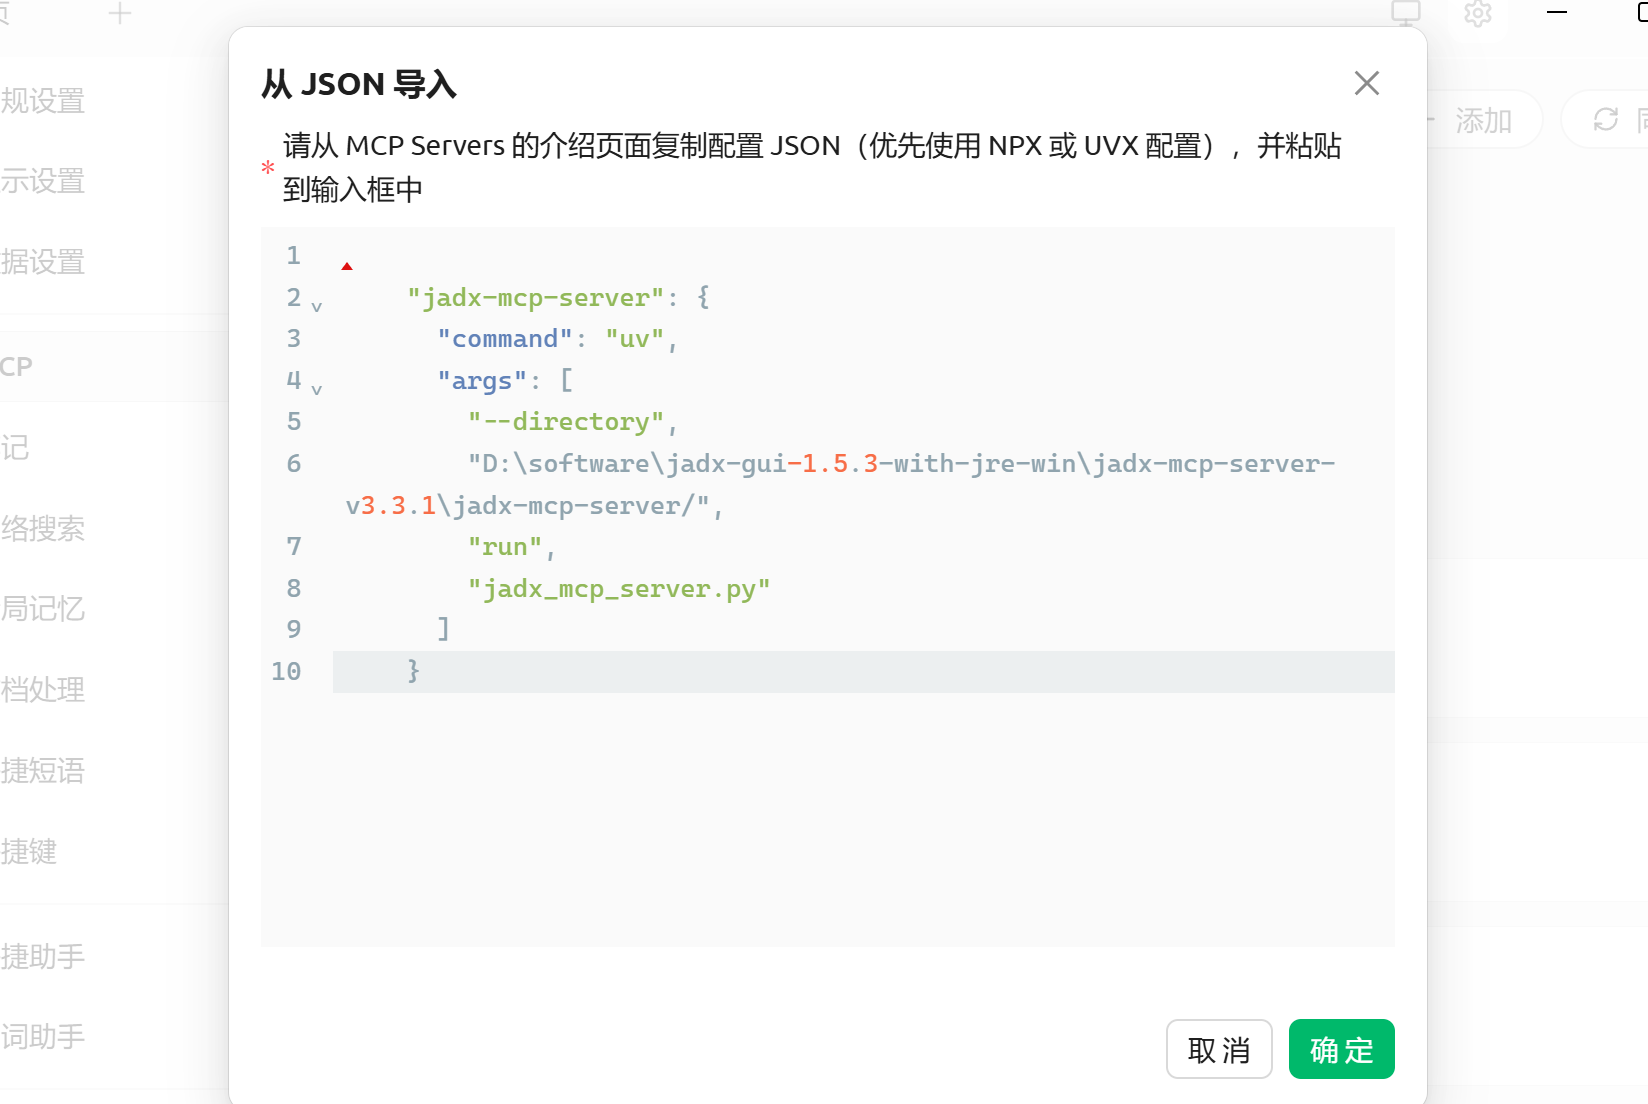 页
从 JSON 导入
规设置
添加
同
* 请从 MCP Servers 的介绍页面复制配置 JSON（优先使用 NPX 或 UVX 配置），并粘贴
到输入框中
示设置
据设置
CP
记
络搜索
局记忆
档处理
捷短语
捷键
捷助手
词助手
1
2 "jadx-mcp-server": {
3 "command": "uv",
4 "args": [
5 "--directory",
6 "D:\software\jadx-gui-1.5.3-with-jre-win\jadx-mcp-server-
v3.3.1\jadx-mcp-server/",
7 "run",
8 "jadx_mcp_server.py"
9 ]
10 }
取消
确定